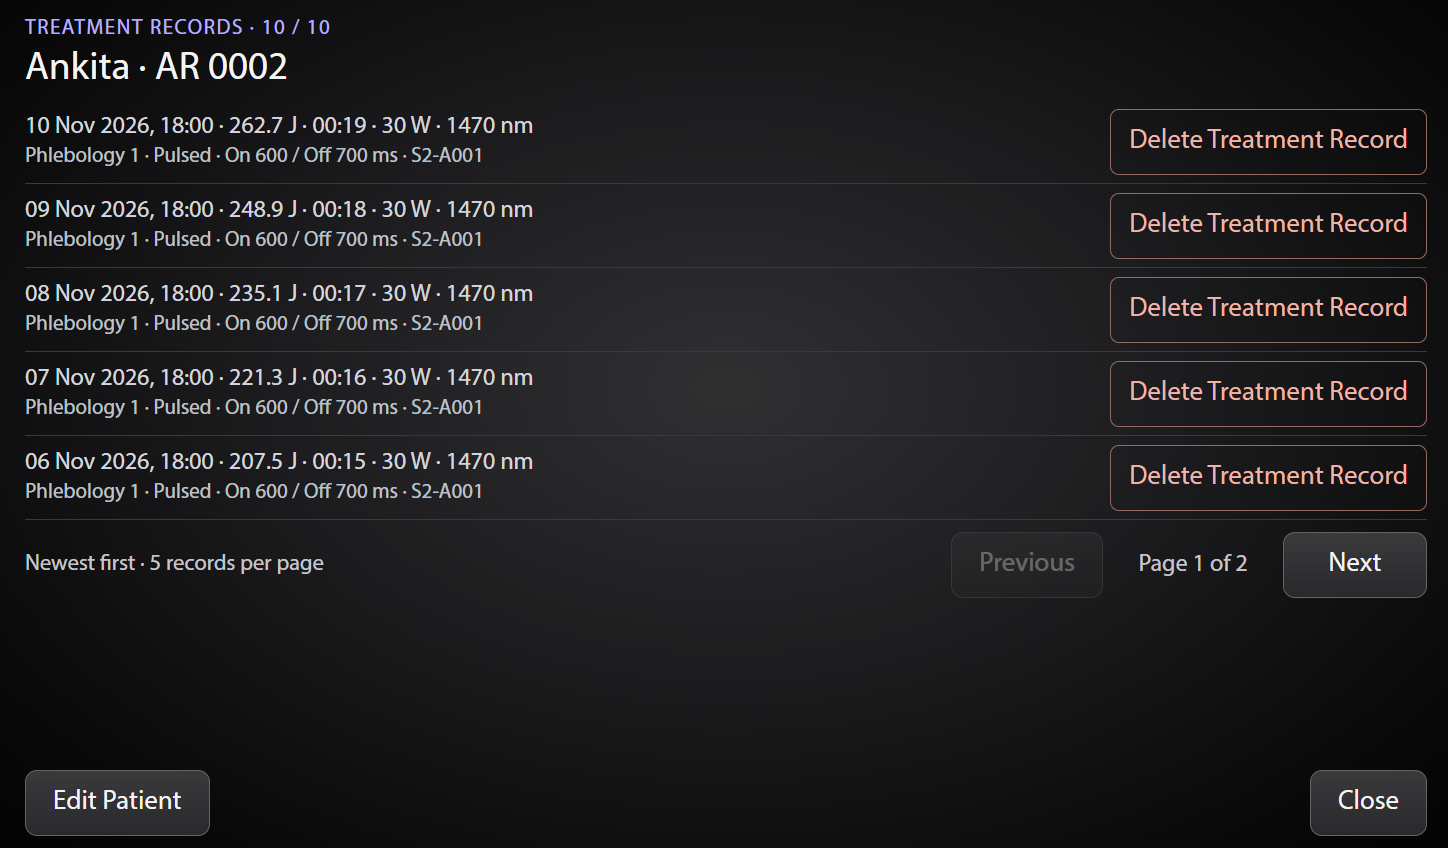 TREATMENT RECORDS · 10 / 10
Ankita · AR 0002
10 Nov 2026, 18:00 · 262.7 J · 00:19 · 30 W · 1470 nm
Phlebology 1 · Pulsed · On 600 / Off 700 ms · S2-A001
Delete Treatment Record
09 Nov 2026, 18:00 · 248.9 J · 00:18 · 30 W · 1470 nm
Phlebology 1 · Pulsed · On 600 / Off 700 ms · S2-A001
Delete Treatment Record
08 Nov 2026, 18:00 · 235.1 J · 00:17 · 30 W · 1470 nm
Phlebology 1 · Pulsed · On 600 / Off 700 ms · S2-A001
Delete Treatment Record
07 Nov 2026, 18:00 · 221.3 J · 00:16 · 30 W · 1470 nm
Phlebology 1 · Pulsed · On 600 / Off 700 ms · S2-A001
Delete Treatment Record
06 Nov 2026, 18:00 · 207.5 J · 00:15 · 30 W · 1470 nm
Phlebology 1 · Pulsed · On 600 / Off 700 ms · S2-A001
Delete Treatment Record
Newest first · 5 records per page
Previous
Page 1 of 2
Next
Edit Patient
Close